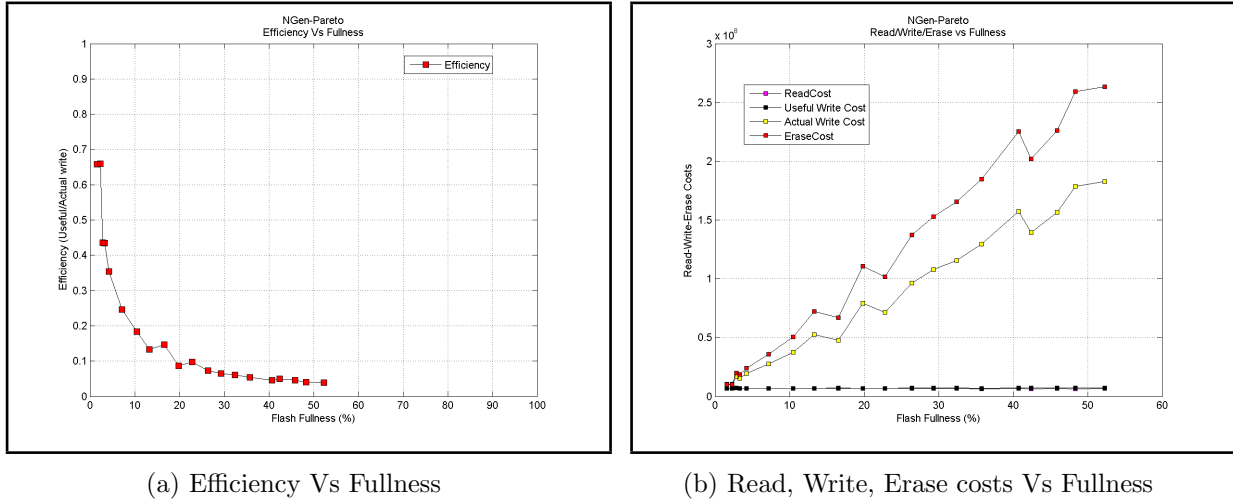 NGen-Pareto
Efficiency Vs Fullness
1
0.9
0.8
0.7
0.6
0.5
0.4
0.3
0.2
0.1
0
Efficiency (Useful/Actual write)
Efficiency
0 10 20 30 40 50 60 70 80 90 100
Flash Fullness (%)
(a) Efficiency Vs Fullness
NGen-Pareto
Read/Write/Erase vs Fullness
x 10^8
3
2.5
2
1.5
1
0.5
0
Read-Write-Erase Costs
ReadCost
Useful Write Cost
Actual Write Cost
EraseCost
0 10 20 30 40 50 60
Flash Fullness (%)
(b) Read, Write, Erase costs Vs Fullness